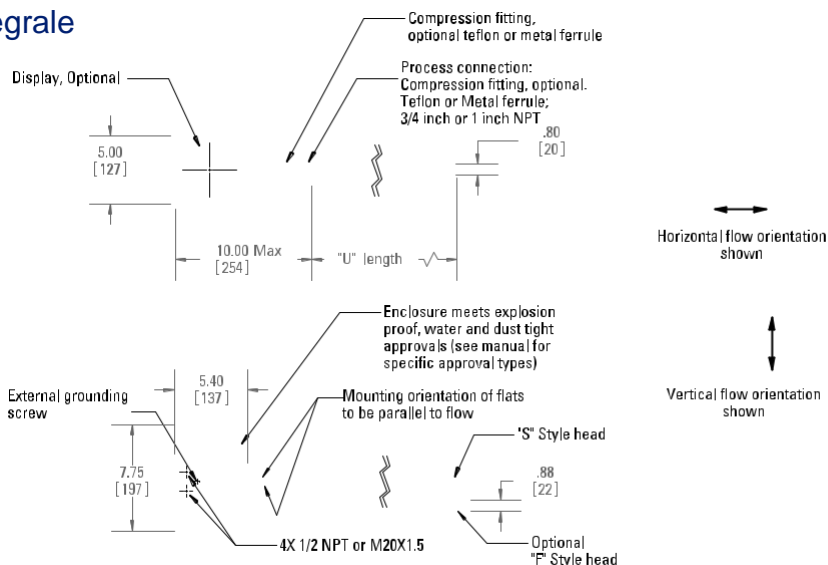 egrale
Compression fitting,
optional teflon or metal ferrule
Display, Optional
Process connection:
Compression fitting, optional.
Teflon or Metal ferrule;
3/4 inch or 1 inch NPT
.80
[20]
5.00
[127]
10.00 Max
[254]
"U" length
Horizontal flow orientation
shown
Enclosure meets explosion
proof, water and dust tight
approvals (see manual for
specific approval types)
5.40
[137]
External grounding
screw
Mounting orientation of flats
to be parallel to flow
Vertical flow orientation
shown
"S" Style head
7.75
[197]
.88
[22]
4X 1/2 NPT or M20X1.5
Optional
"F" Style head